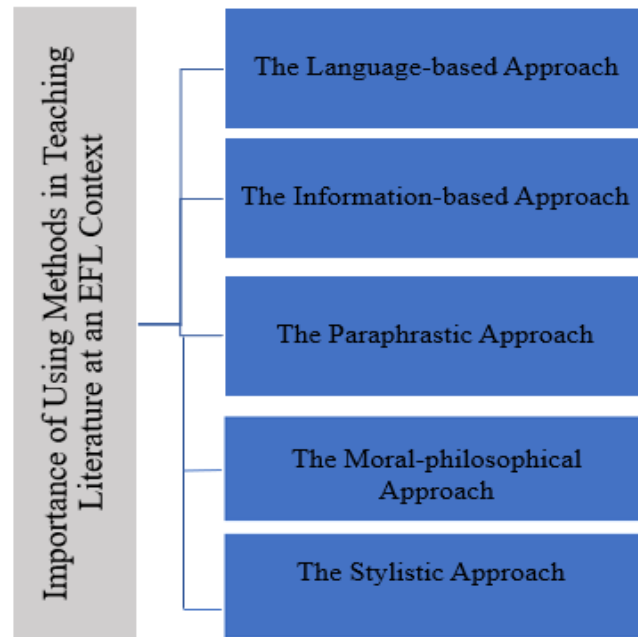 Importance of Using Methods in Teaching
Literature at an EFL Context
The Language-based Approach
The Information-based Approach
The Paraphrastic Approach
The Moral-philosophical
Approach
The Stylistic Approach